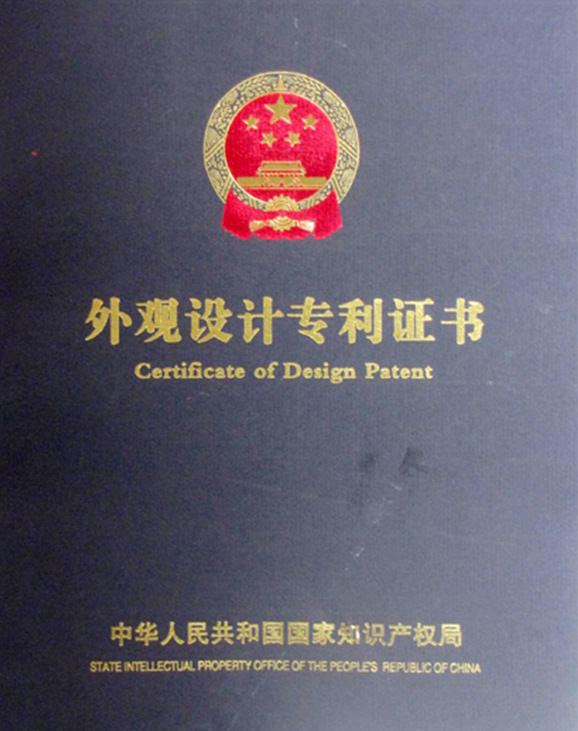 外观设计专利证书
Certificate of Design Patent
中华人民共和国国家知识产权局
STATE INTELLECTUAL PROPERTY OFFICE OF THE PEOPLE'S REPUBLIC OF CHINA